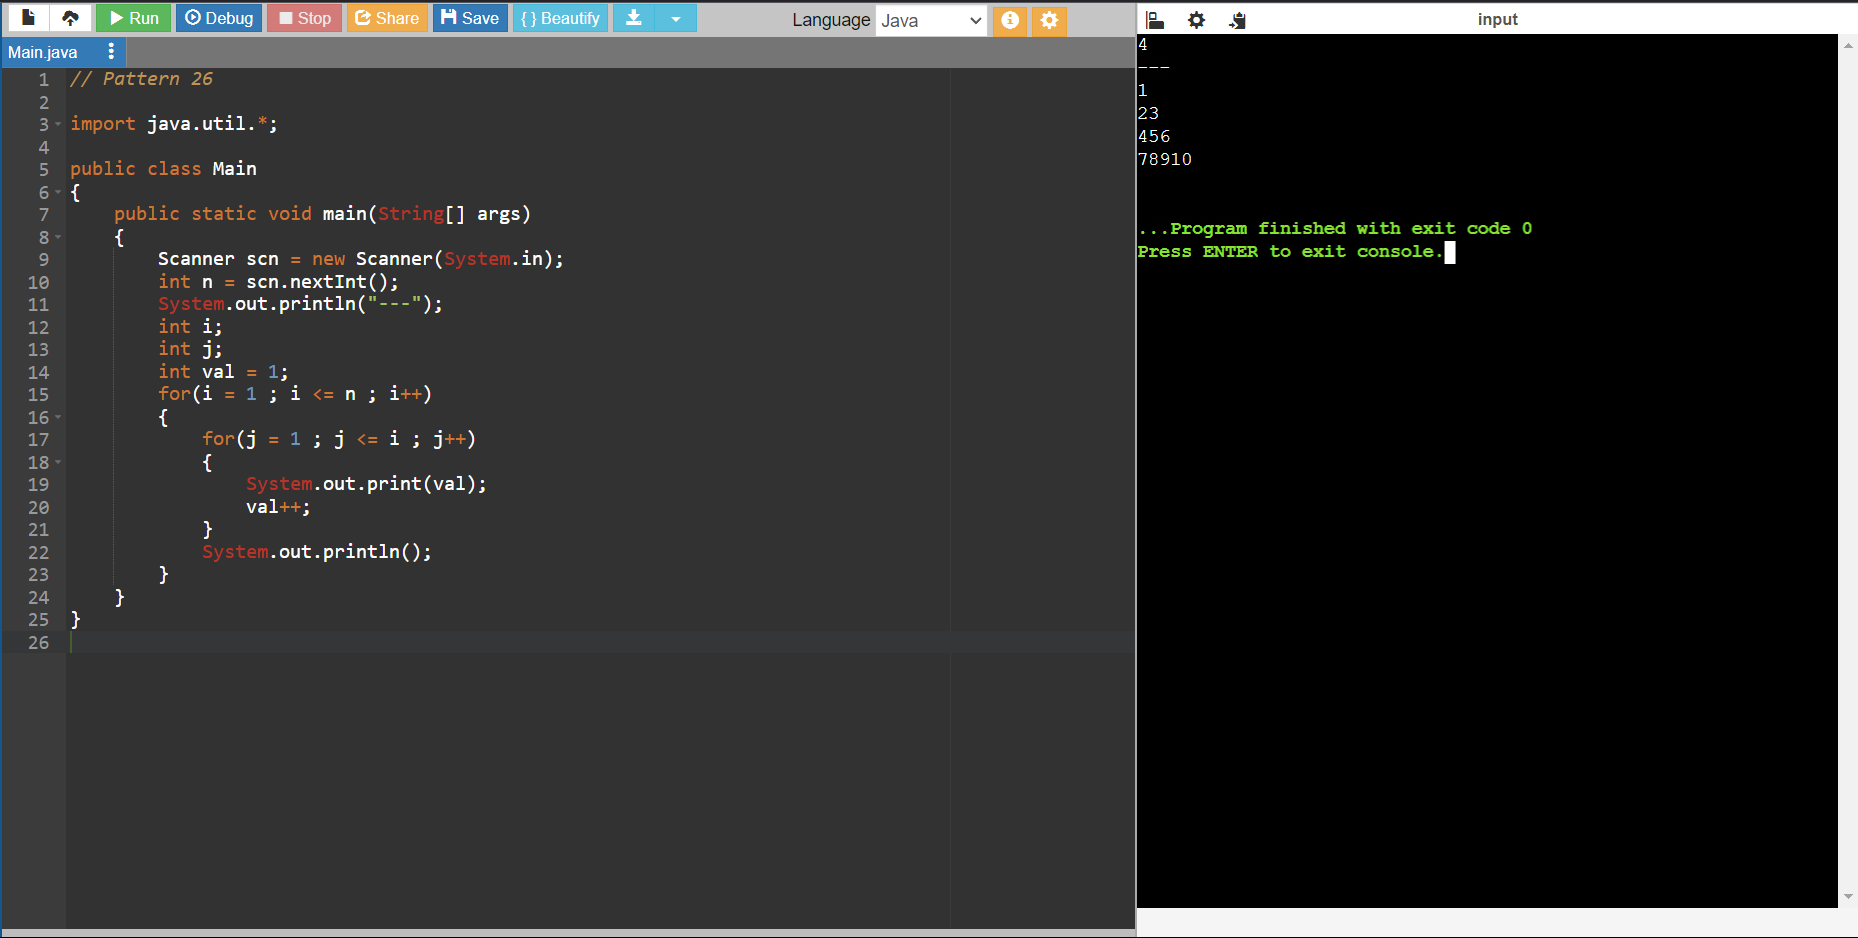 Run Debug Stop Share Save { } Beautify Language Java
Main.java
1 // Pattern 26
2
3 import java.util.*;
4
5 public class Main
6 {
7     public static void main(String[] args)
8     {
9         Scanner scn = new Scanner(System.in);
10         int n = scn.nextInt();
11         System.out.println("---");
12         int i;
13         int j;
14         int val = 1;
15         for(i = 1 ; i <= n ; i++)
16         {
17             for(j = 1 ; j <= i ; j++)
18             {
19                 System.out.print(val);
20                 val++;
21             }
22             System.out.println();
23         }
24     }
25 }
26
input
4
---
1
23
456
78910
...Program finished with exit code 0
Press ENTER to exit console.